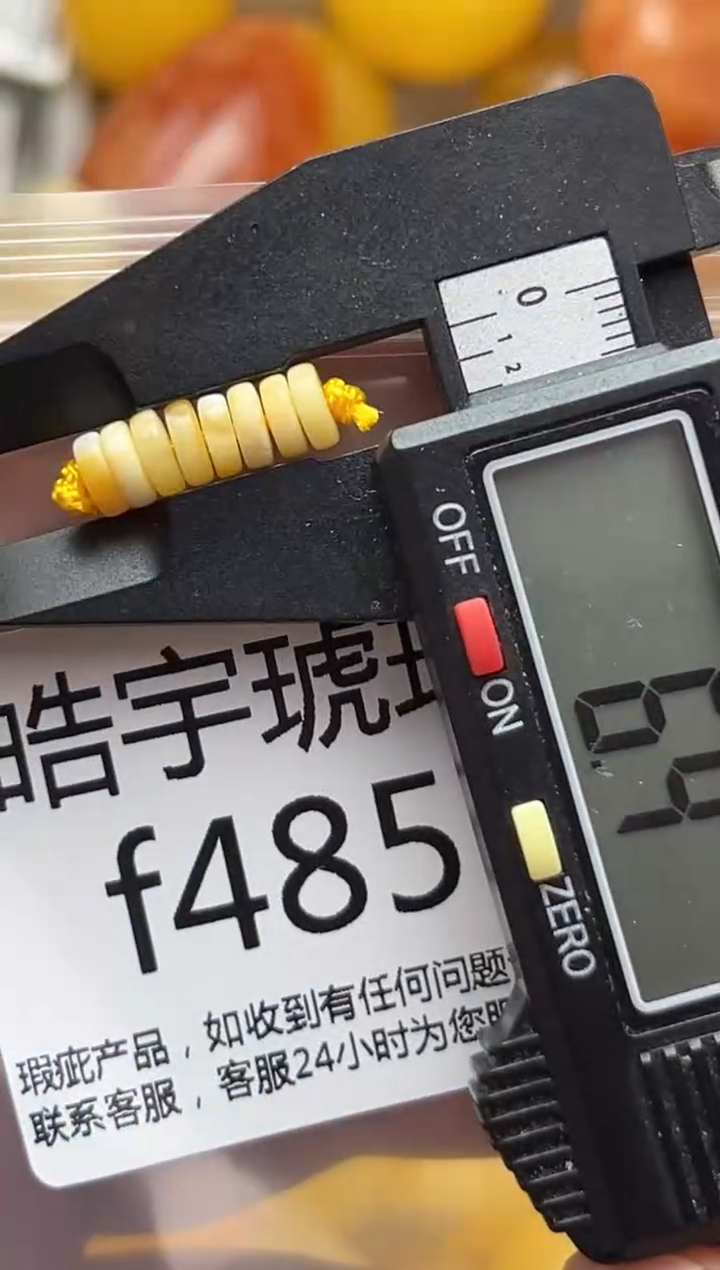 0
1
2
OFF
ON
ZERO
皓宇琥
f485
瑕疵产品，如收到有任何问题
联系客服，客服24小时为您服